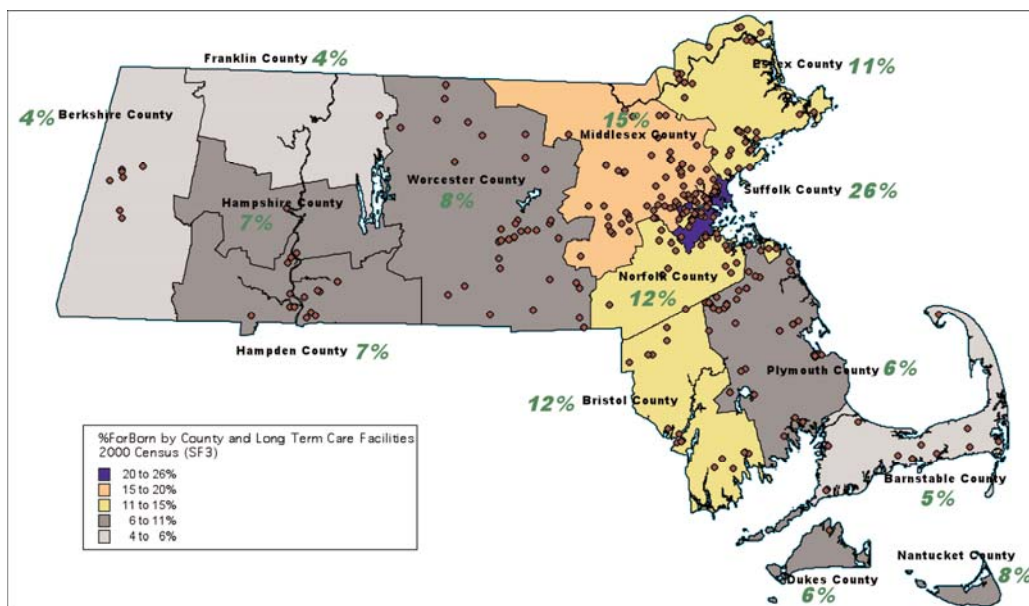 Franklin County 4%
Essex County 11%
4% Berkshire County
15%
Middlesex County
Worcester County
8%
Suffolk County 26%
Hampshire County
7%
Norfolk County
12%
Hampden County 7%
Plymouth County 6%
12% Bristol County
%ForBorn by County and Long Term Care Facilities
2000 Census (SF3)
20 to 26%
15 to 20%
11 to 15%
6 to 11%
4 to 6%
Barnstable County
5%
Nantucket County
8%
Dukes County
6%